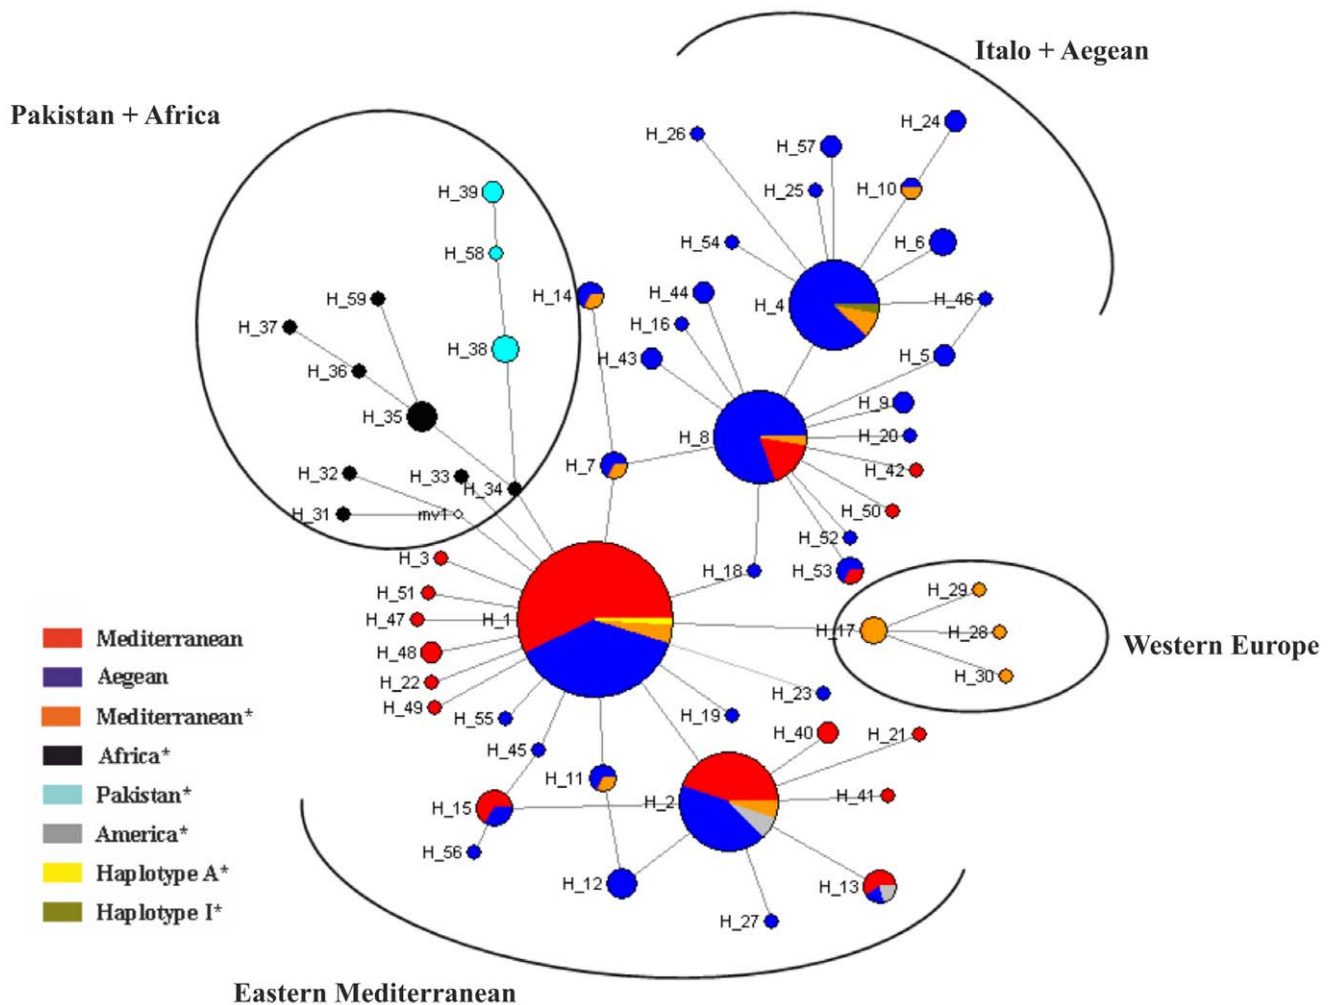 Italo + Aegean
Pakistan + Africa
H_24
H_26
H_57
H_25
H_10
H_39
H_54
H_6
H_58
H_59
H_14
H_44
H_4
H_46
H_37
H_16
H_38
H_43
H_5
H_36
H_9
H_35
H_8
H_20
H_7
H_42
H_32
H_33
H_34
H_50
H_31
mv1
H_52
H_3
H_18
H_53
H_51
H_29
H_47
H_1
H_17
H_28
Western Europe
H_48
H_30
H_22
H_23
H_49
H_55
H_19
H_40
H_21
H_45
H_11
H_2
H_41
H_15
H_56
H_12
H_13
H_27
Mediterranean
Aegean
Mediterranean*
Africa*
Pakistan*
America*
Haplotype A*
Haplotype I*
Eastern Mediterranean